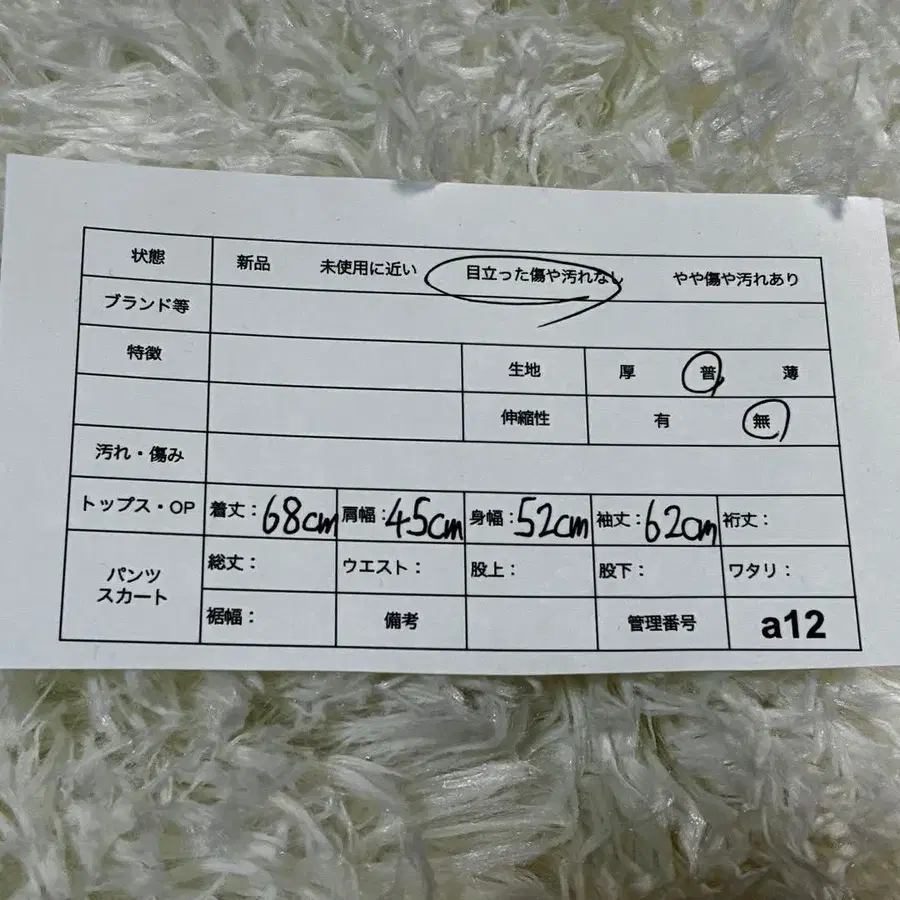 状態 新品 未使用に近い 目立った傷や汚れなし やや傷や汚れあり
ブランド等
特徴 生地 厚 普 薄
伸縮性 有 無
汚れ・傷み
トップス・OP 着丈：68cm 肩幅：45cm 身幅：52cm 袖丈：62cm 裄丈：
パンツ
スカート
総丈： ウエスト： 股上： 股下： ワタリ：
裾幅： 備考 管理番号 a12